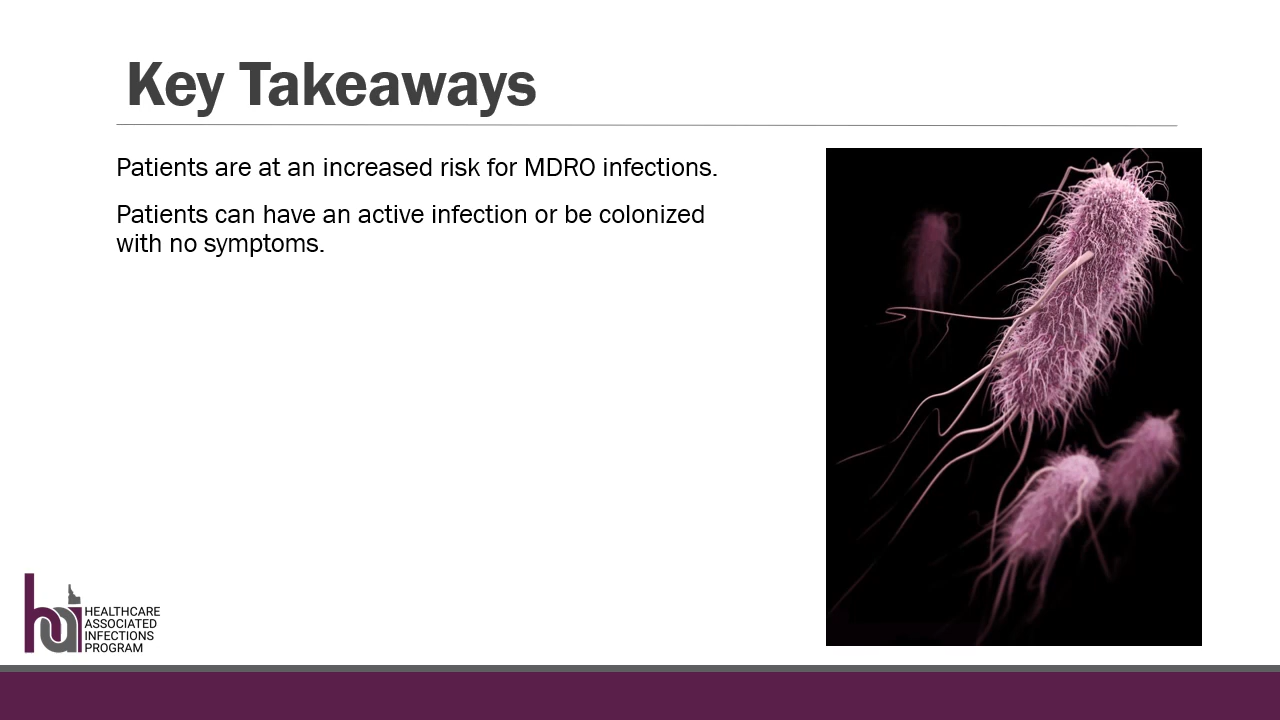 Key Takeaways
Patients are at an increased risk for MDRO infections.
Patients can have an active infection or be colonized
with no symptoms.
hai
HEALTHCARE
ASSOCIATED
INFECTIONS
PROGRAM